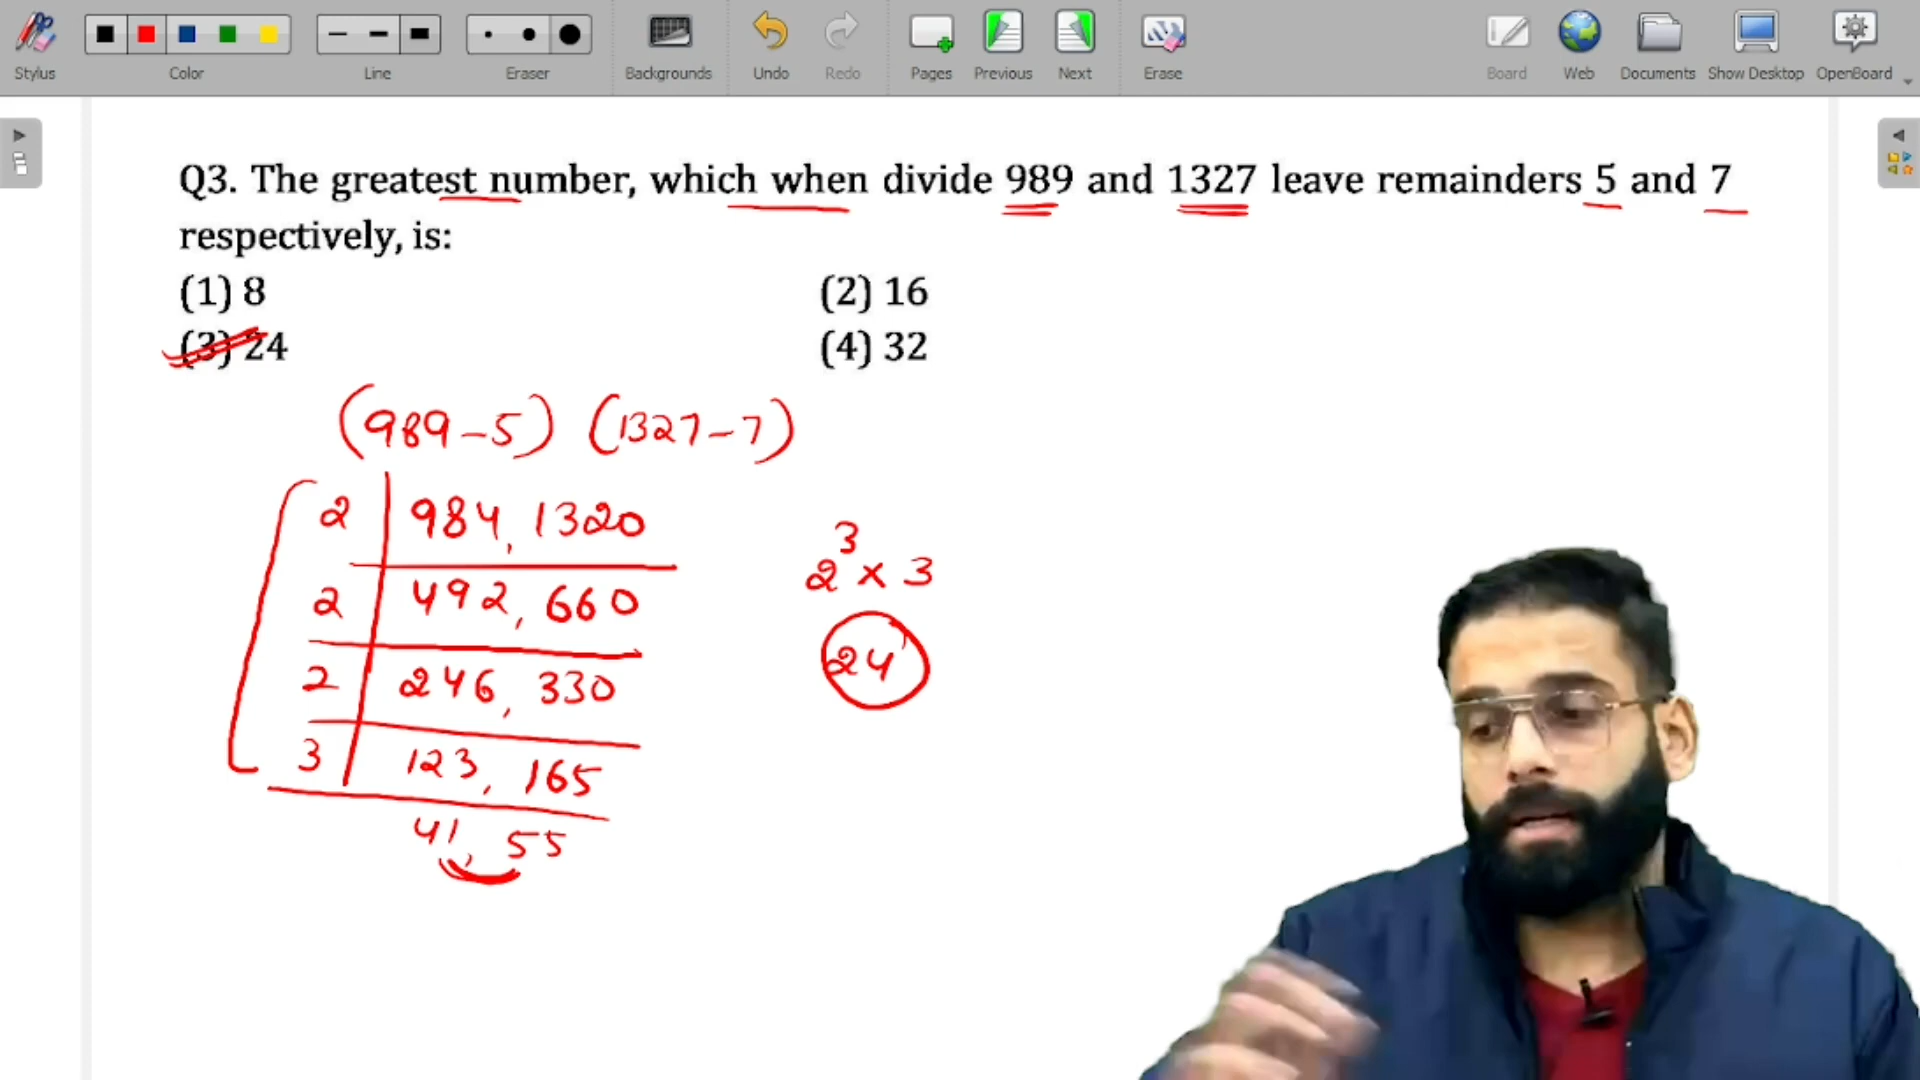 Stylus Color Line Eraser Backgrounds Undo Redo Pages Previous Next Erase Board Web Documents Show Desktop OpenBoard
Q3. The greatest number, which when divide 989 and 1327 leave remainders 5 and 7
respectively, is:
(1) 8 (2) 16
(3) 24 (4) 32
(989-5) (1327-7)
2 984, 1320
2³ × 3
2 492, 660
24
2 246, 330
3 123, 165
41, 55